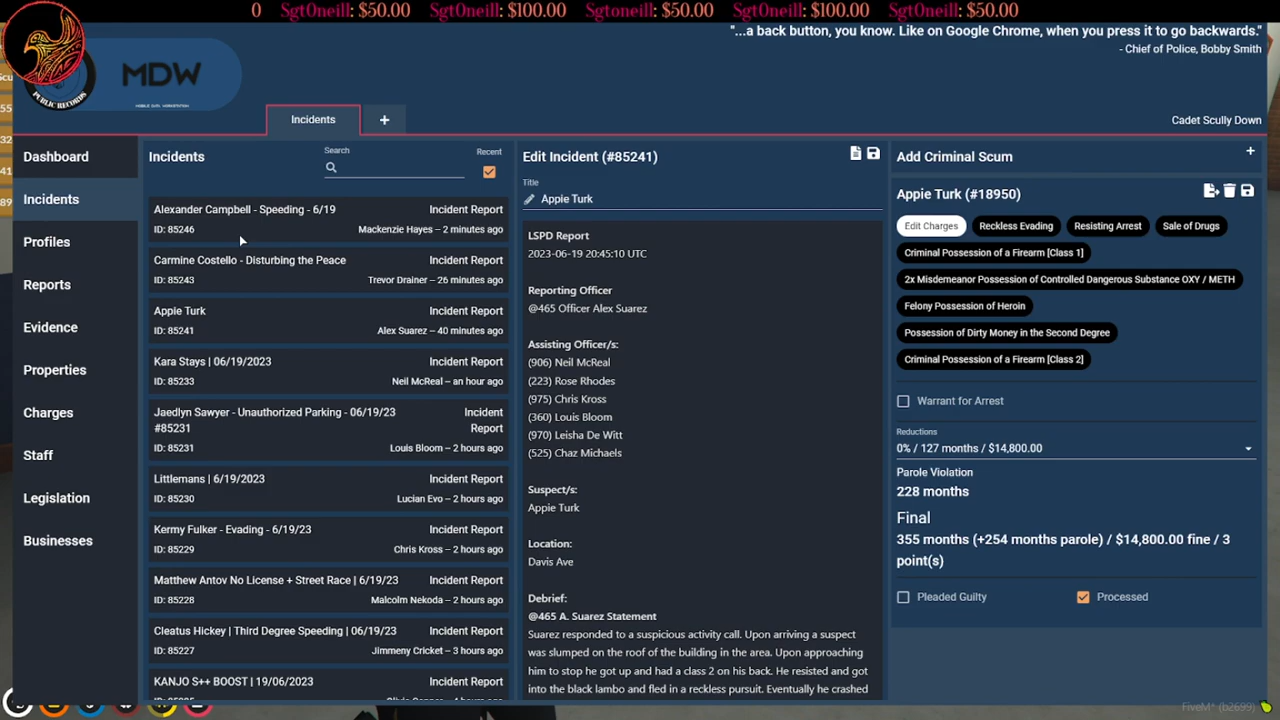 0 SgtOneill: $50.00 SgtOneill: $100.00 Sgtoneill: $50.00 SgtOneill: $100.00 SgtOneill: $50.00
"...a back button, you know. Like on Google Chrome, when you press it to go backwards."
- Chief of Police, Bobby Smith
PUBLIC RECORDS
MDW
MOBILE DATA WORKSTATION
Incidents
+
Cadet Scully Down
Dashboard
Incidents
Profiles
Reports
Evidence
Properties
Charges
Staff
Legislation
Businesses
Incidents
Search
Recent
Alexander Campbell - Speeding - 6/19 Incident Report
ID: 85246 Mackenzie Hayes – 2 minutes ago
Carmine Costello - Disturbing the Peace Incident Report
ID: 85243 Trevor Drainer – 26 minutes ago
Appie Turk Incident Report
ID: 85241 Alex Suarez – 40 minutes ago
Kara Stays | 06/19/2023 Incident Report
ID: 85233 Neil McReal – an hour ago
Jaedlyn Sawyer - Unauthorized Parking - 06/19/23 Incident
#85231 Report
ID: 85231 Louis Bloom – 2 hours ago
Littlemans | 6/19/2023 Incident Report
ID: 85230 Lucian Evo – 2 hours ago
Kermy Fulker - Evading - 6/19/23 Incident Report
ID: 85229 Chris Kross – 2 hours ago
Matthew Antov No License + Street Race | 6/19/23 Incident Report
ID: 85228 Malcolm Nekoda – 2 hours ago
Cleatus Hickey | Third Degree Speeding | 06/19/23 Incident Report
ID: 85227 Jimmeny Cricket – 3 hours ago
KANJO S++ BOOST | 19/06/2023 Incident Report
Edit Incident (#85241)
Title
Appie Turk
LSPD Report
2023-06-19 20:45:10 UTC
Reporting Officer
@465 Officer Alex Suarez
Assisting Officer/s:
(906) Neil McReal
(223) Rose Rhodes
(975) Chris Kross
(360) Louis Bloom
(970) Leisha De Witt
(525) Chaz Michaels
Suspect/s:
Appie Turk
Location:
Davis Ave
Debrief:
@465 A. Suarez Statement
Suarez responded to a suspicious activity call. Upon arriving a suspect
was slumped on the roof of the building in the area. Upon approaching
him to stop he got up and had a class 2 on his back. He resisted and got
into the black lambo and fled in a reckless pursuit. Eventually he crashed
Add Criminal Scum
+
Appie Turk (#18950)
Edit Charges Reckless Evading Resisting Arrest Sale of Drugs
Criminal Possession of a Firearm [Class 1]
2x Misdemeanor Possession of Controlled Dangerous Substance OXY / METH
Felony Possession of Heroin
Possession of Dirty Money in the Second Degree
Criminal Possession of a Firearm [Class 2]
Warrant for Arrest
Reductions
0% / 127 months / $14,800.00
Parole Violation
228 months
Final
355 months (+254 months parole) / $14,800.00 fine / 3
point(s)
Pleaded Guilty Processed
FiveM* (b2699)